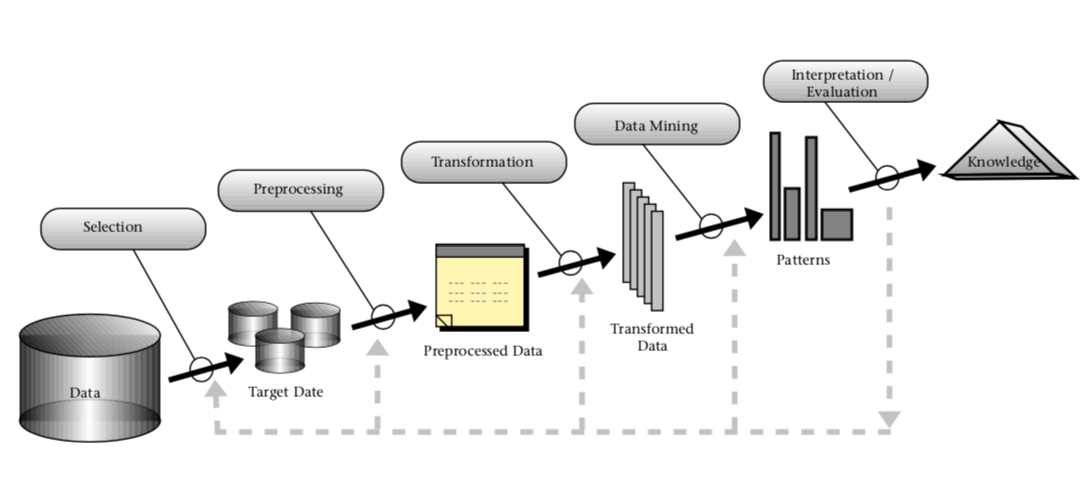 Interpretation /
Evaluation
Data Mining
Transformation
Preprocessing
Selection
Knowledge
Patterns
Transformed
Data
Preprocessed Data
Target Date
Data